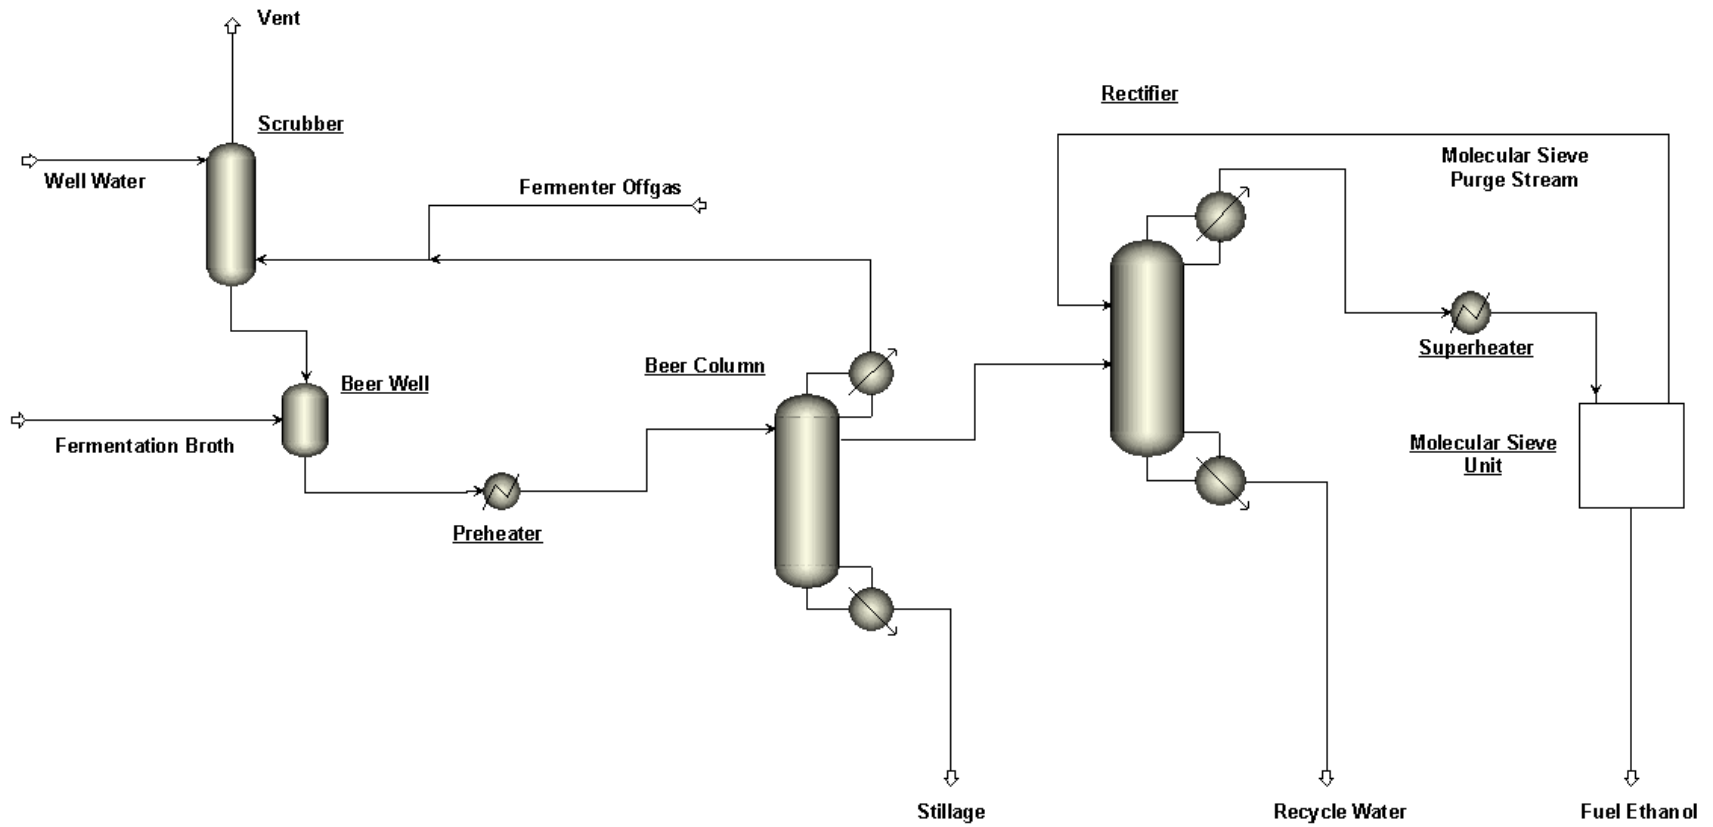 Vent
Rectifier
Scrubber
Molecular Sieve
Purge Stream
Well Water
Fermenter Offgas
Superheater
Beer Column
Beer Well
Fermentation Broth
Molecular Sieve
Unit
Preheater
Stillage
Recycle Water
Fuel Ethanol